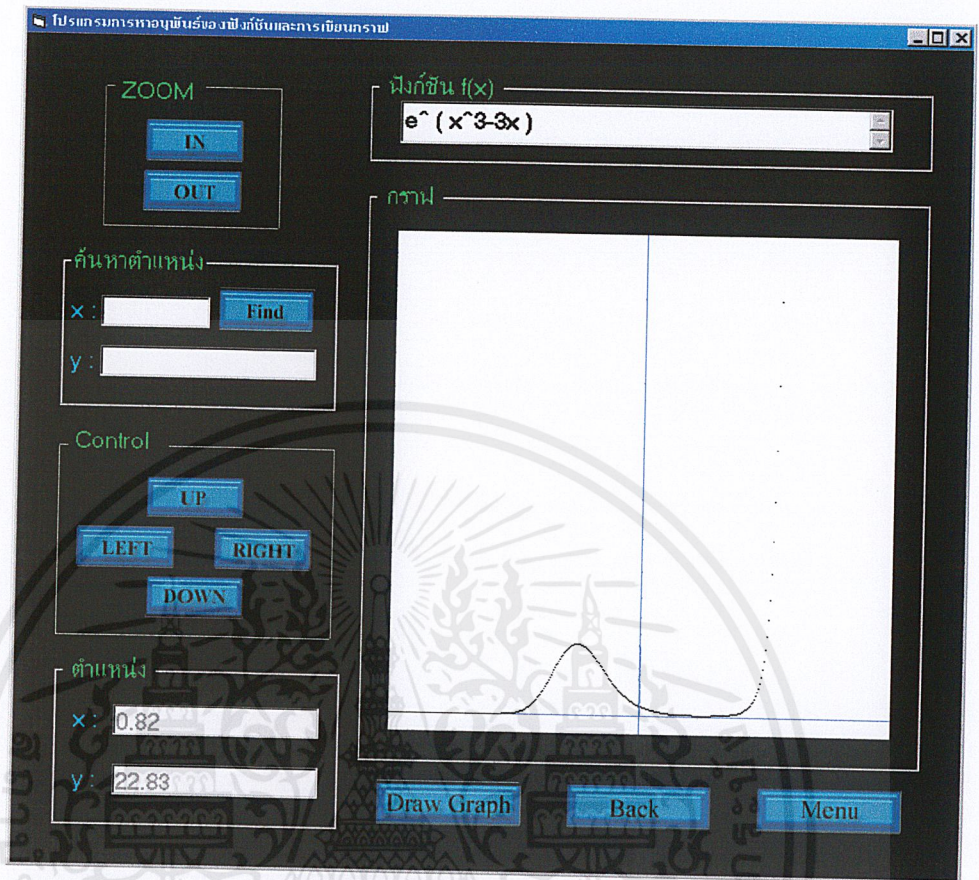 โปรแกรมการหาอนุพันธ์ของฟังก์ชันและการเขียนกราฟ
ZOOM
IN
OUT
ฟังก์ชัน f(x)
e^ ( x^3-3x )
กราฟ
ค้นหาตำแหน่ง
x :
Find
y :
Control
UP
LEFT
RIGHT
DOWN
ตำแหน่ง
x : 0.82
y : 22.83
Draw Graph
Back
Menu